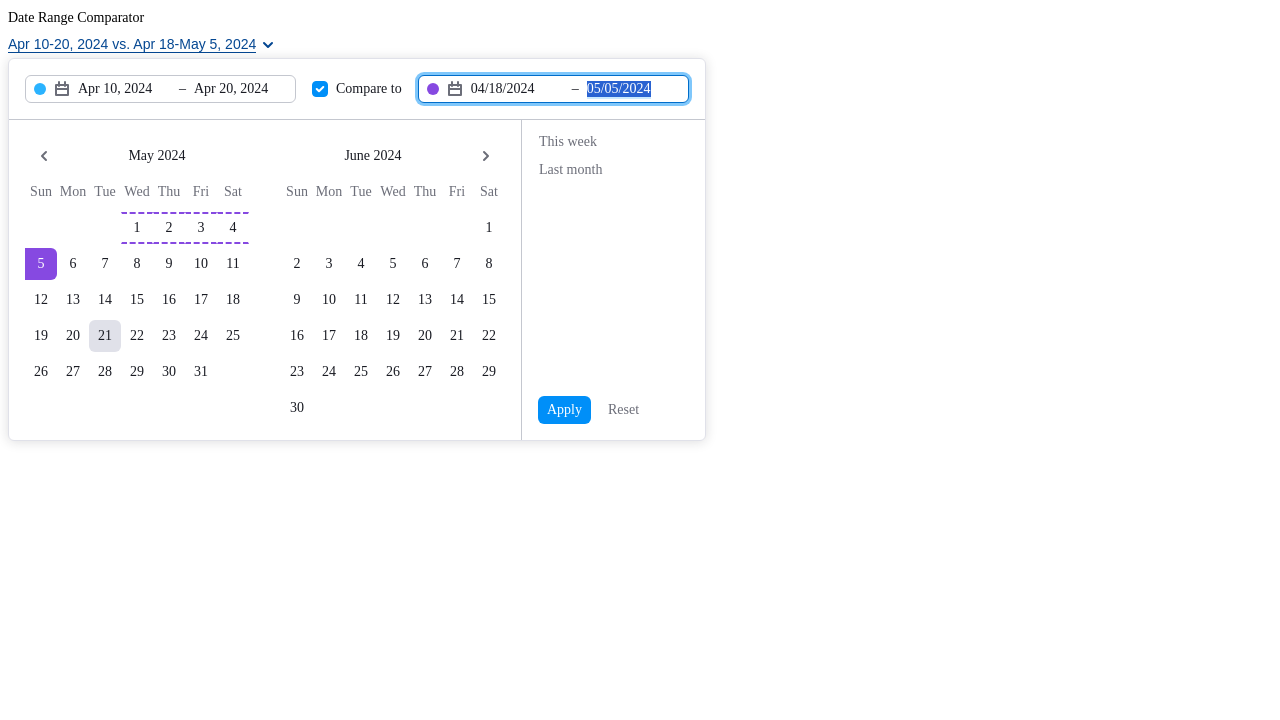 Date Range Comparator
Apr 10-20, 2024 vs. Apr 18-May 5, 2024
Apr 10, 2024 – Apr 20, 2024 Compare to 04/18/2024 – 05/05/2024
May 2024 June 2024
Sun Mon Tue Wed Thu Fri Sat Sun Mon Tue Wed Thu Fri Sat
1 2 3 4 1
5 6 7 8 9 10 11 2 3 4 5 6 7 8
12 13 14 15 16 17 18 9 10 11 12 13 14 15
19 20 21 22 23 24 25 16 17 18 19 20 21 22
26 27 28 29 30 31 23 24 25 26 27 28 29
30
This week
Last month
Apply Reset